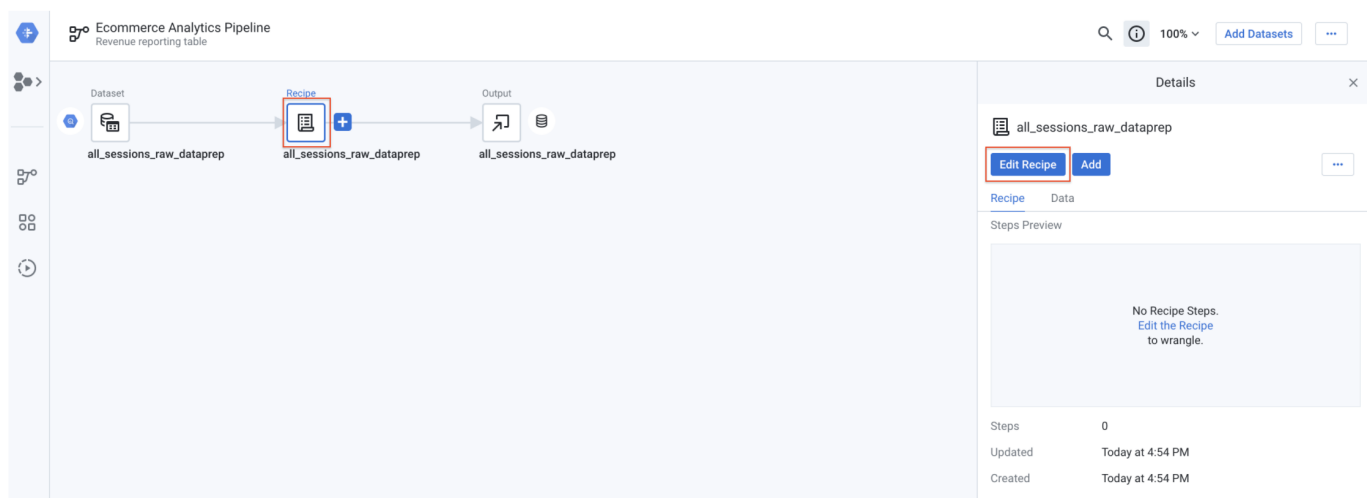 Ecommerce Analytics Pipeline
Revenue reporting table
100%
Add Datasets
Dataset
Recipe
Output
all_sessions_raw_dataprep
all_sessions_raw_dataprep
all_sessions_raw_dataprep
Details
all_sessions_raw_dataprep
Edit Recipe
Add
Recipe
Data
Steps Preview
No Recipe Steps.
Edit the Recipe
to wrangle.
Steps 0
Updated Today at 4:54 PM
Created Today at 4:54 PM